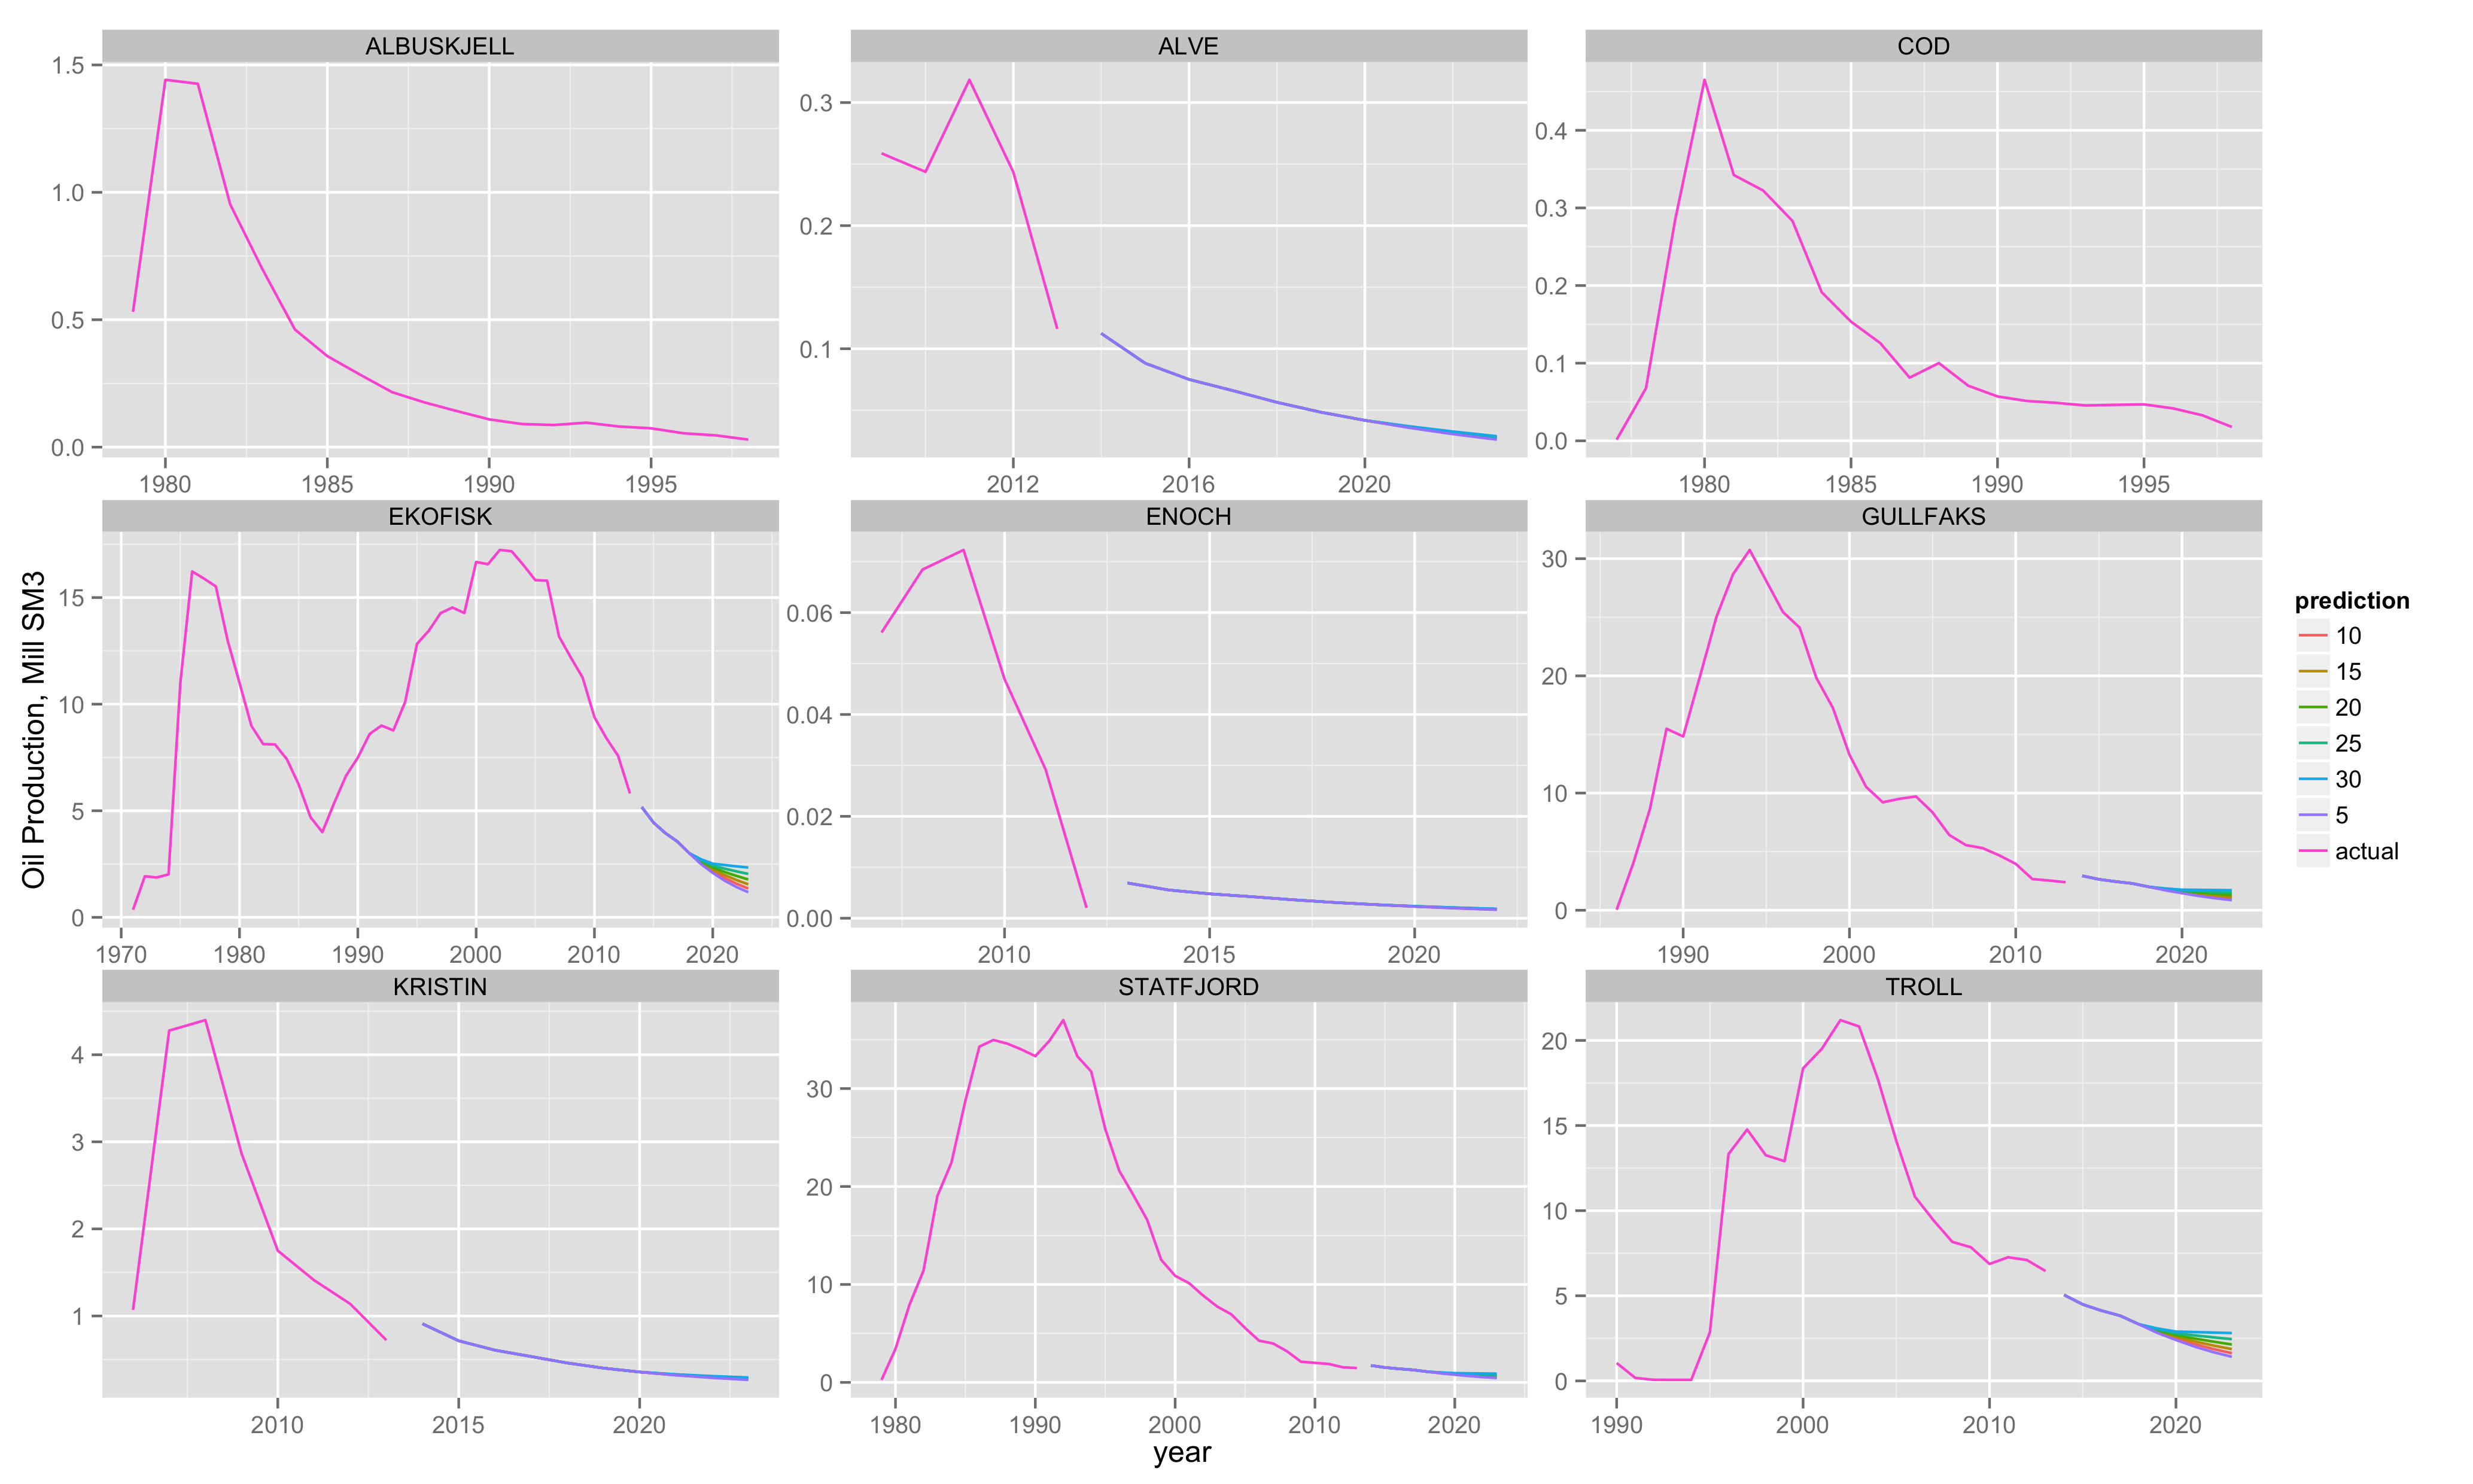 ALBUSKJELL
ALVE
COD
1.5
1.0
0.5
0.0
1980 1985 1990 1995
0.3
0.2
0.1
2012 2016 2020
0.4
0.3
0.2
0.1
0.0
1980 1985 1990 1995
EKOFISK
ENOCH
GULLFAKS
Oil Production, Mill SM3
15
10
5
0
1970 1980 1990 2000 2010 2020
0.06
0.04
0.02
0.00
2010 2015 2020
30
20
10
0
1990 2000 2010 2020
KRISTIN
STATFJORD
TROLL
4
3
2
1
2010 2015 2020
30
20
10
0
1980 1990 2000 2010 2020
20
15
10
5
0
1990 2000 2010 2020
year
prediction
10
15
20
25
30
5
actual